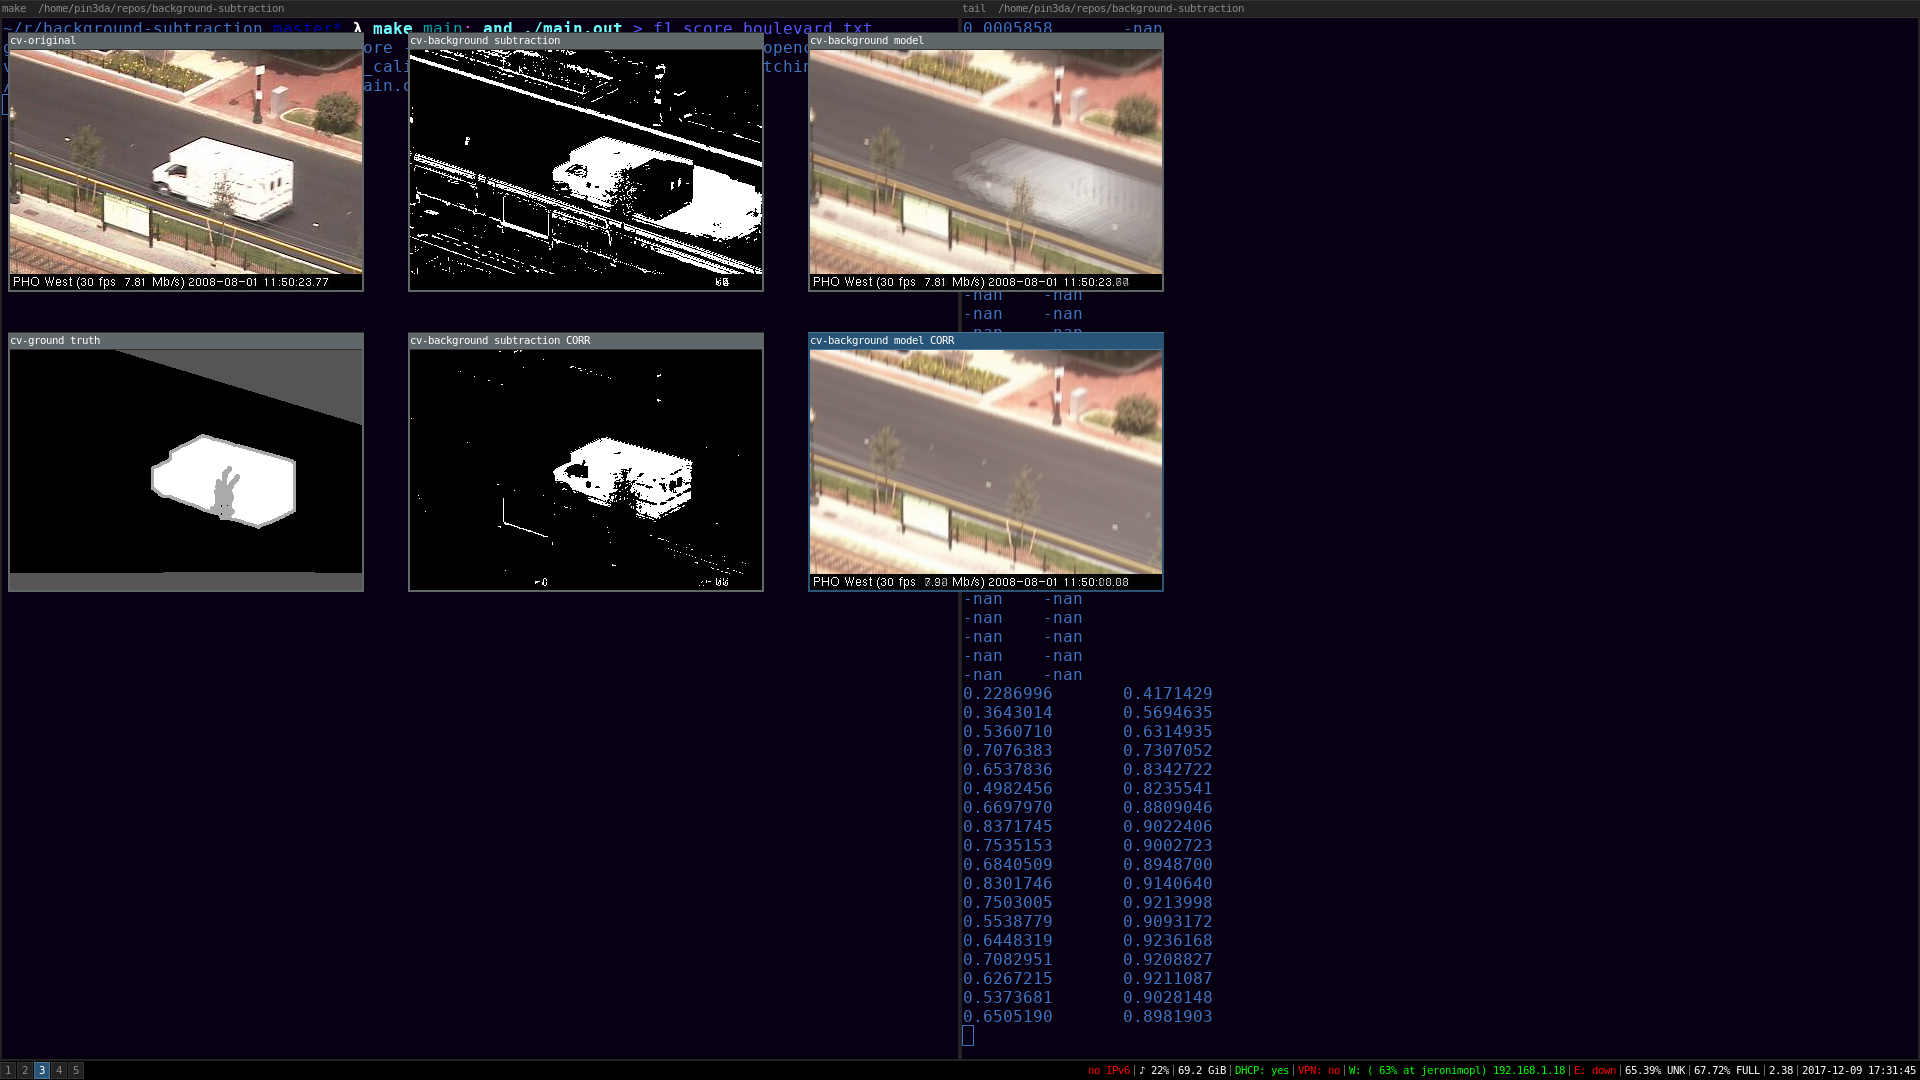 make /home/pin3da/repos/background-subtraction
tail /home/pin3da/repos/background-subtraction
~/r/background-subtraction master* λ make main; and ./main.out > f1_score_boulevard.txt
cv-original
PHO West (30 fps 7.81 Mb/s) 2008-08-01 11:50:23.77
cv-background subtraction
cv-background model
PHO West (30 fps 7.81 Mb/s) 2008-08-01 11:50:23.
ore
openc
_cali
tchin
ain.o
cv-ground truth
cv-background subtraction CORR
cv-background model CORR
PHO West (30 fps Mb/s) 2008-08-01 11:50:
0.0005858 -nan
-nan -nan
-nan -nan
-nan -nan
-nan -nan
-nan -nan
-nan -nan
-nan -nan
-nan -nan
0.2286996 0.4171429
0.3643014 0.5694635
0.5360710 0.6314935
0.7076383 0.7307052
0.6537836 0.8342722
0.4982456 0.8235541
0.6697970 0.8809046
0.8371745 0.9022406
0.7535153 0.9002723
0.6840509 0.8948700
0.8301746 0.9140640
0.7503005 0.9213998
0.5538779 0.9093172
0.6448319 0.9236168
0.7082951 0.9208827
0.6267215 0.9211087
0.5373681 0.9028148
0.6505190 0.8981903
1 2 3 4 5
no IPv6|♪ 22%|69.2 GiB|DHCP: yes|VPN: no|W: ( 63% at jeronimopl) 192.168.1.18|E: down|65.39% UNK|67.72% FULL|2.38|2017-12-09 17:31:45